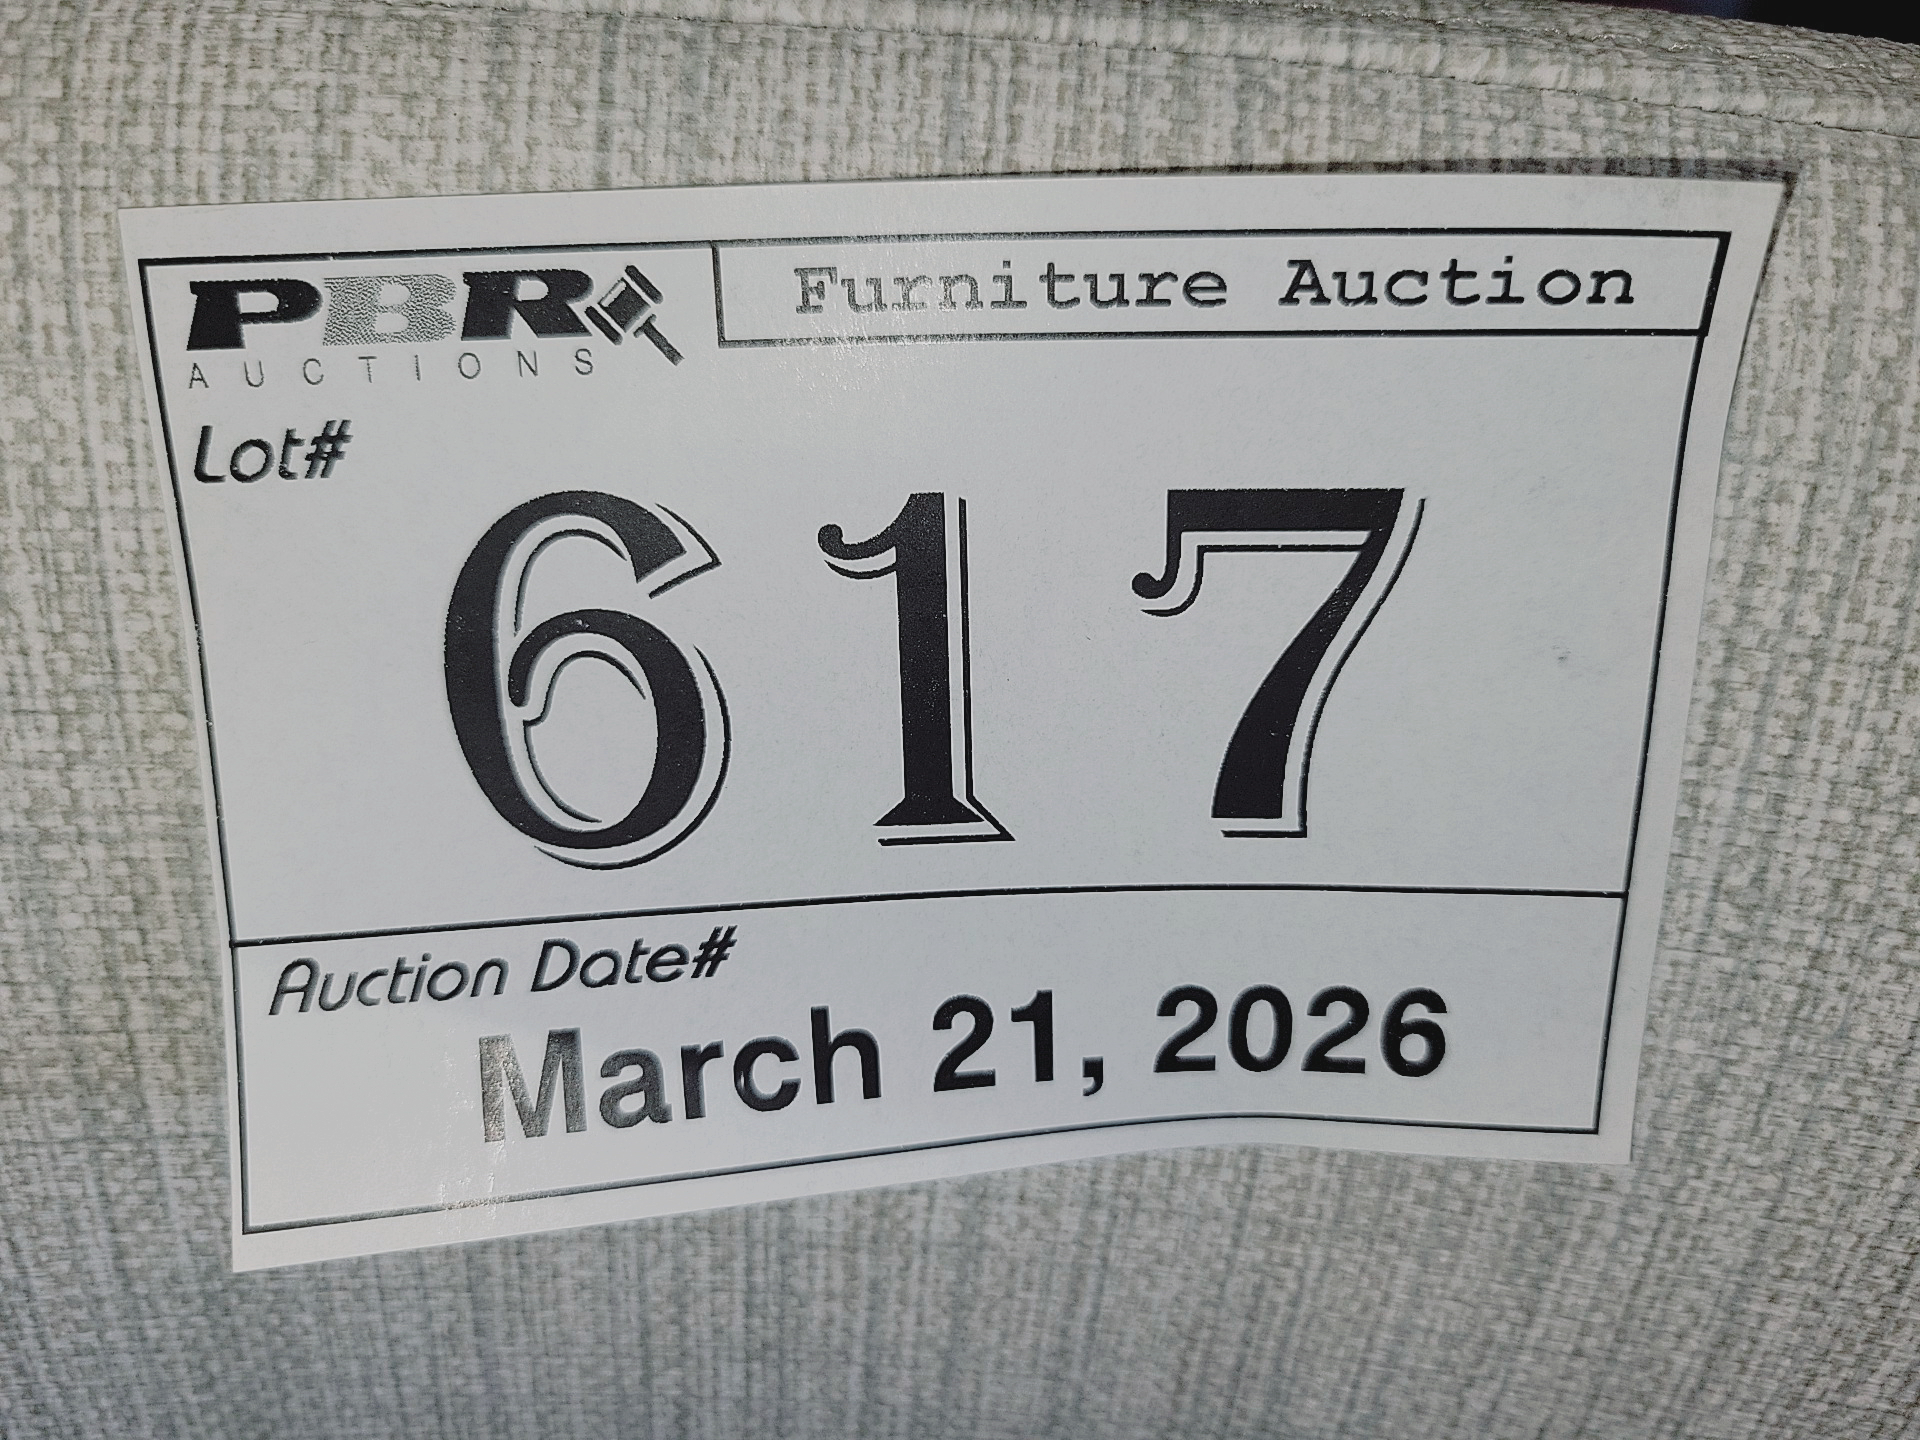 PBR
AUCTIONS
Furniture Auction
Lot#
617
Auction Date#
March 21, 2026